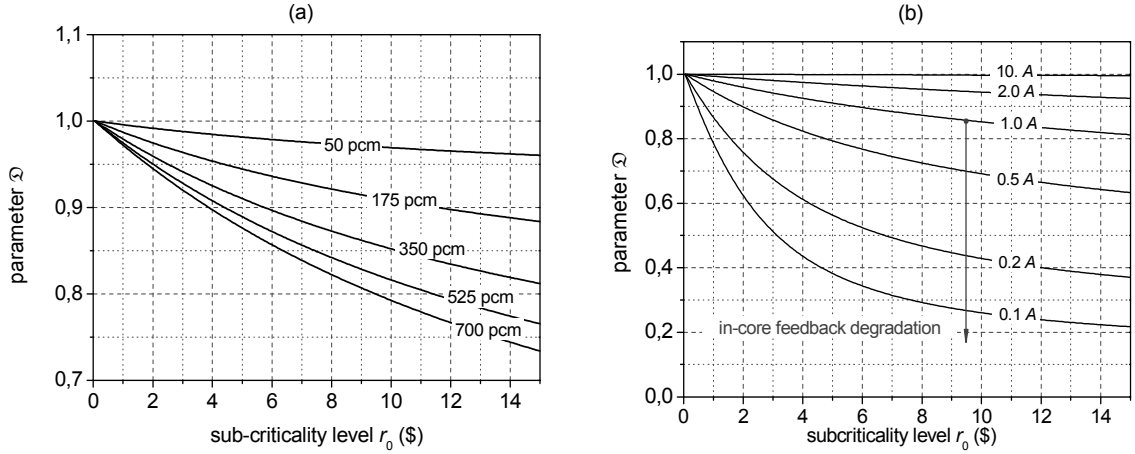 (a)
1,1
1,0
0,9
0,8
0,7
parameter 𝔇
50 pcm
175 pcm
350 pcm
525 pcm
700 pcm
0 2 4 6 8 10 12 14
sub-criticality level r₀ ($)
(b)
1,0
0,8
0,6
0,4
0,2
0,0
parameter 𝔇
10. A
2.0 A
1.0 A
0.5 A
0.2 A
0.1 A
in-core feedback degradation
0 2 4 6 8 10 12 14
subcriticality level r₀ ($)